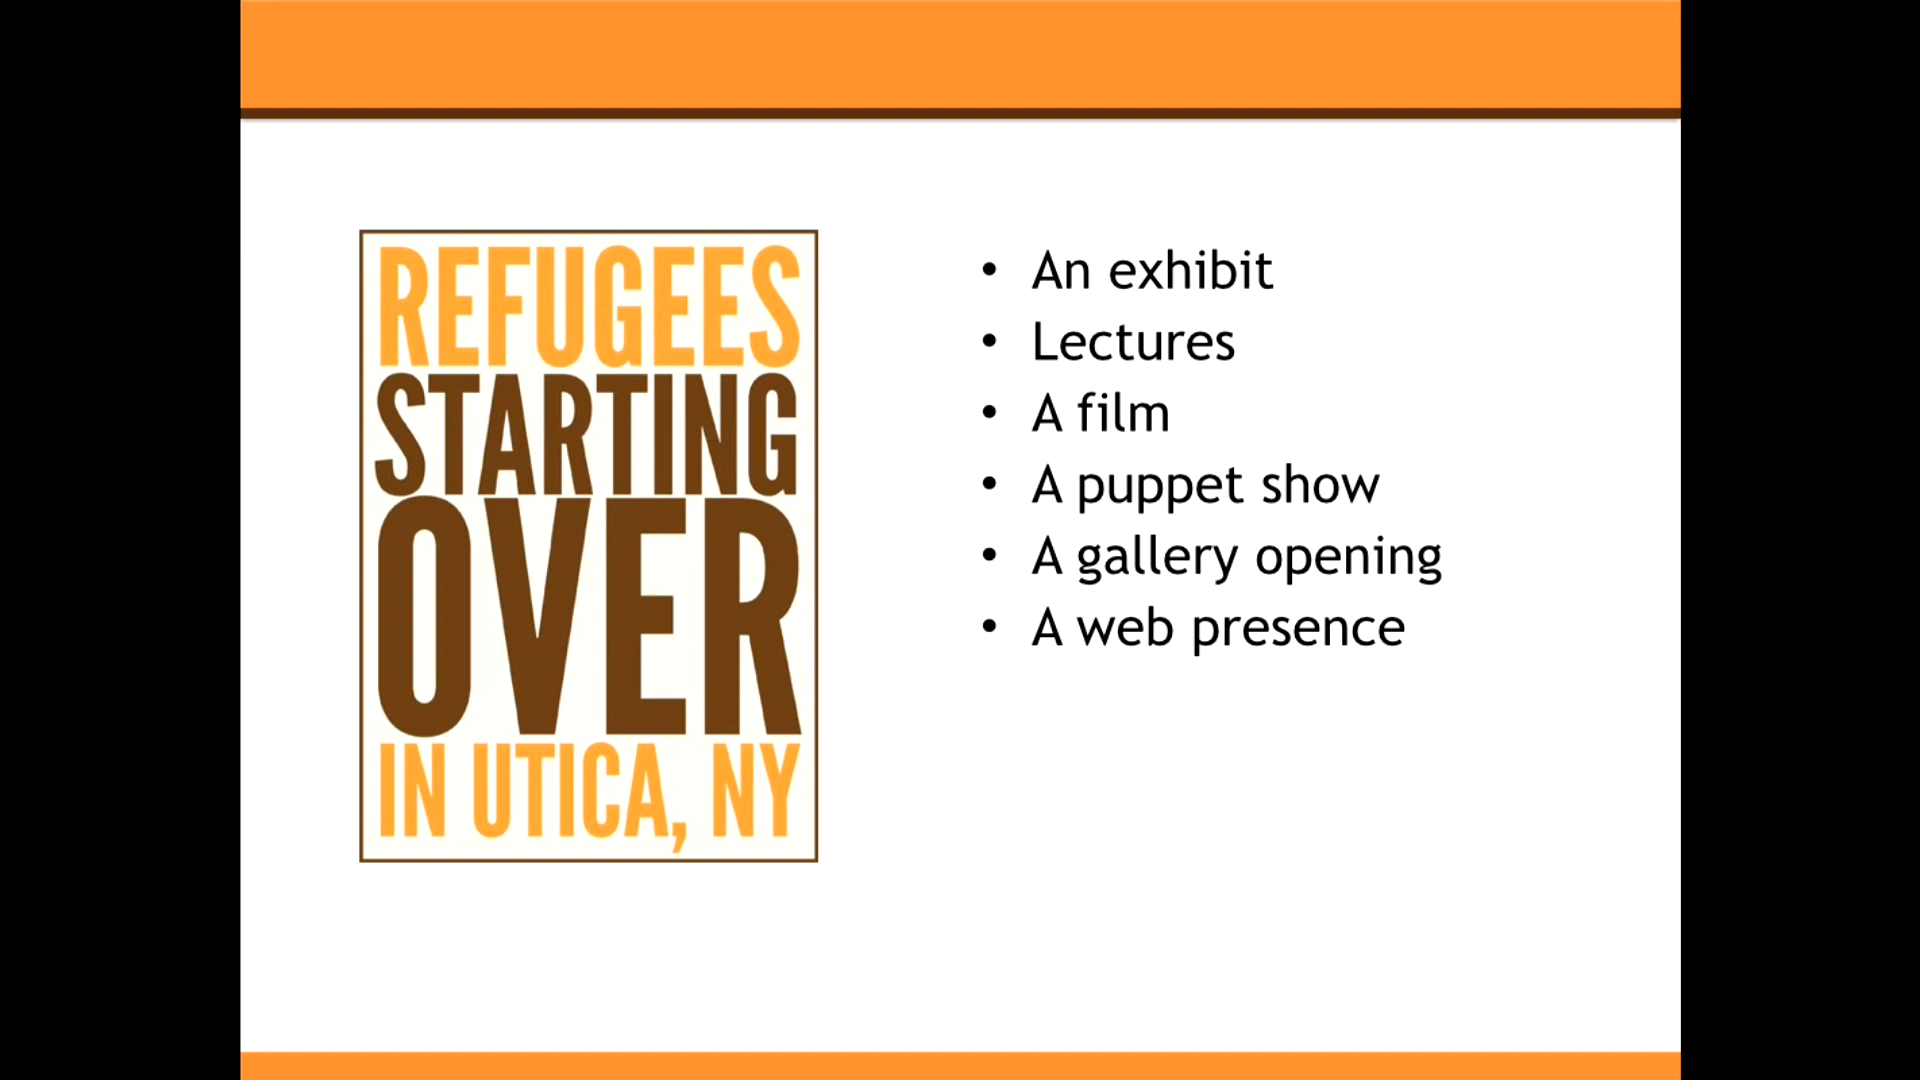 REFUGEES
STARTING
OVER
IN UTICA, NY
• An exhibit
• Lectures
• A film
• A puppet show
• A gallery opening
• A web presence